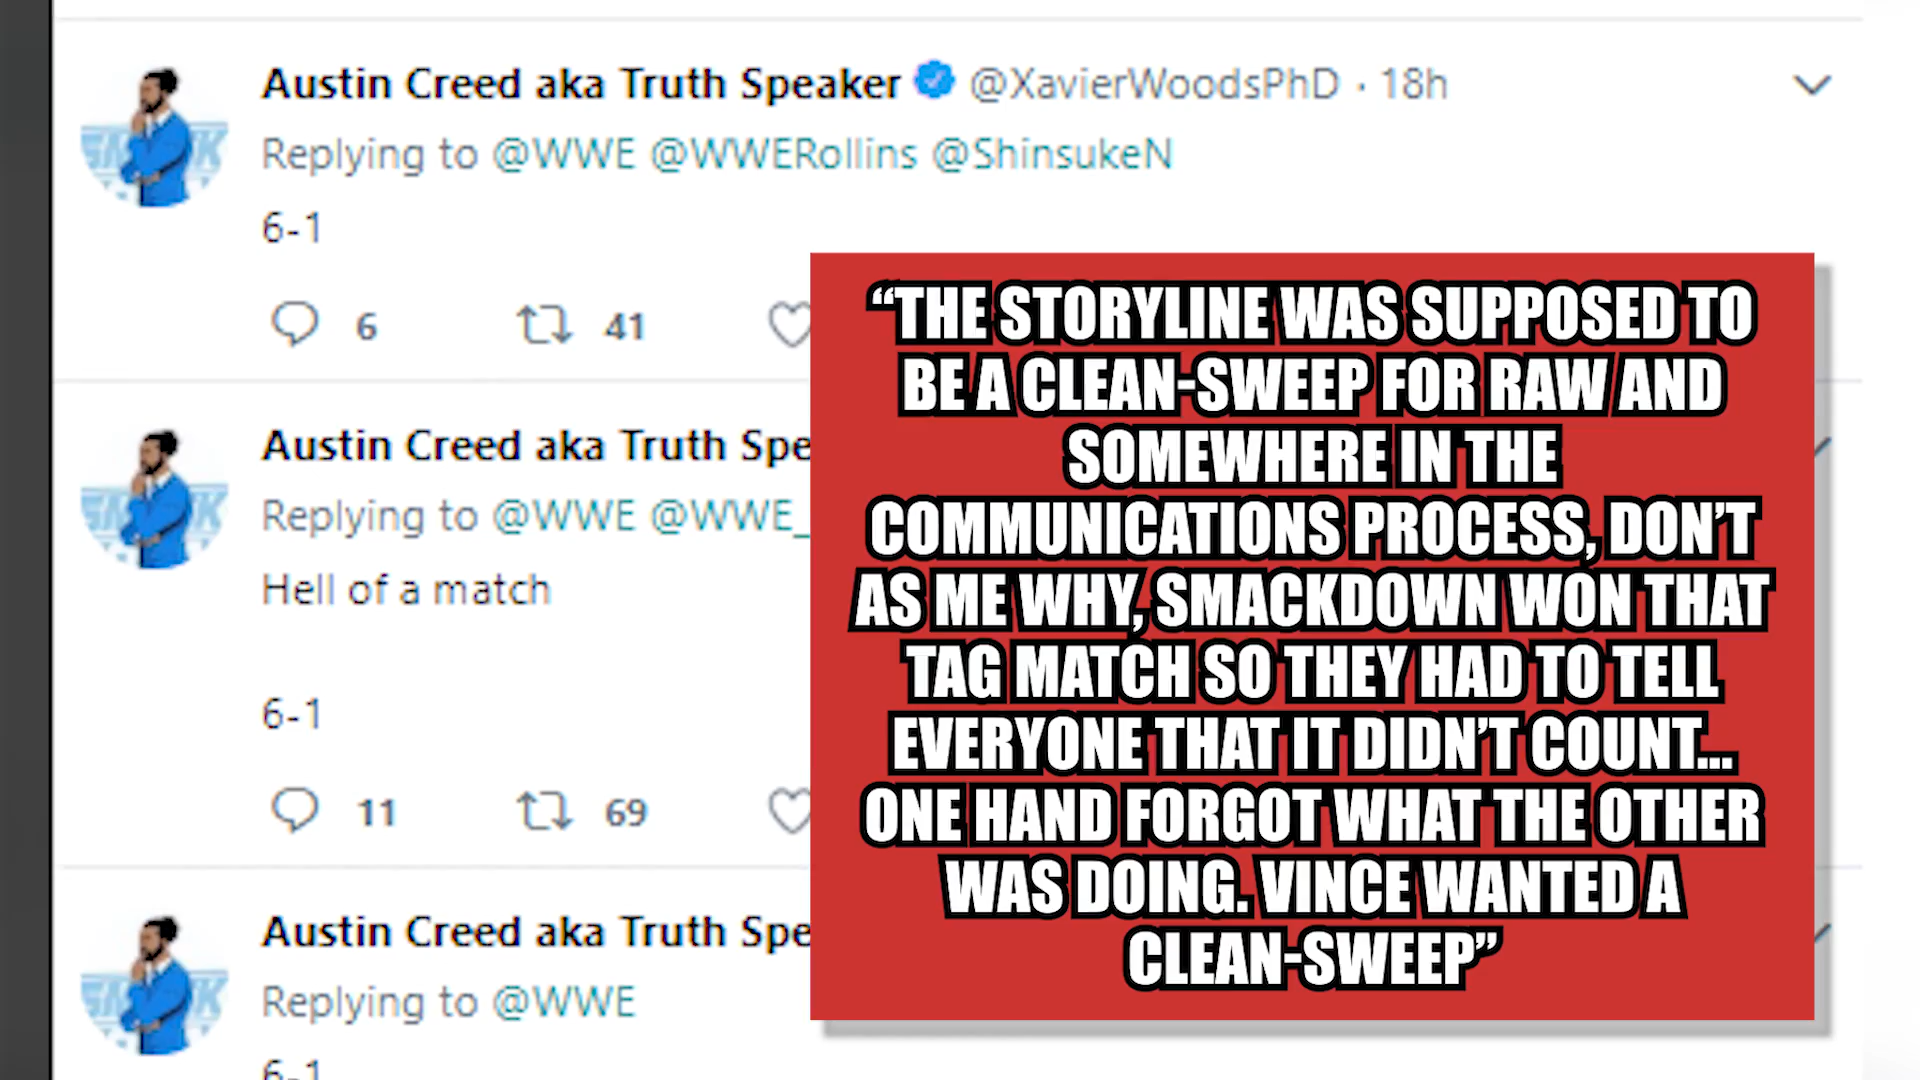 Austin Creed aka Truth Speaker @XavierWoodsPhD · 18h
Replying to @WWE @WWERollins @ShinsukeN
6-1
6 41
Austin Creed aka Truth Spe
Replying to @WWE @WWE_
Hell of a match
6-1
11 69
Austin Creed aka Truth Spe
Replying to @WWE
6-1
“THE STORYLINE WAS SUPPOSED TO
BE A CLEAN-SWEEP FOR RAW AND
SOMEWHERE IN THE
COMMUNICATIONS PROCESS, DON’T
AS ME WHY, SMACKDOWN WON THAT
TAG MATCH SO THEY HAD TO TELL
EVERYONE THAT IT DIDN’T COUNT...
ONE HAND FORGOT WHAT THE OTHER
WAS DOING. VINCE WANTED A
CLEAN-SWEEP”